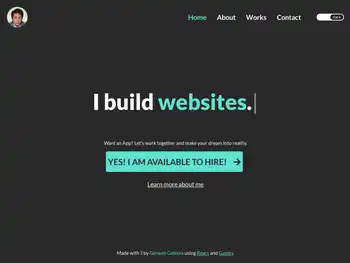 Home About Works Contact
I build websites.
Want an App? Let's work together and make your dream into reality.
YES! I AM AVAILABLE TO HIRE! →
Learn more about me
Made with by Genesis Gabiola using React and Gatsby.